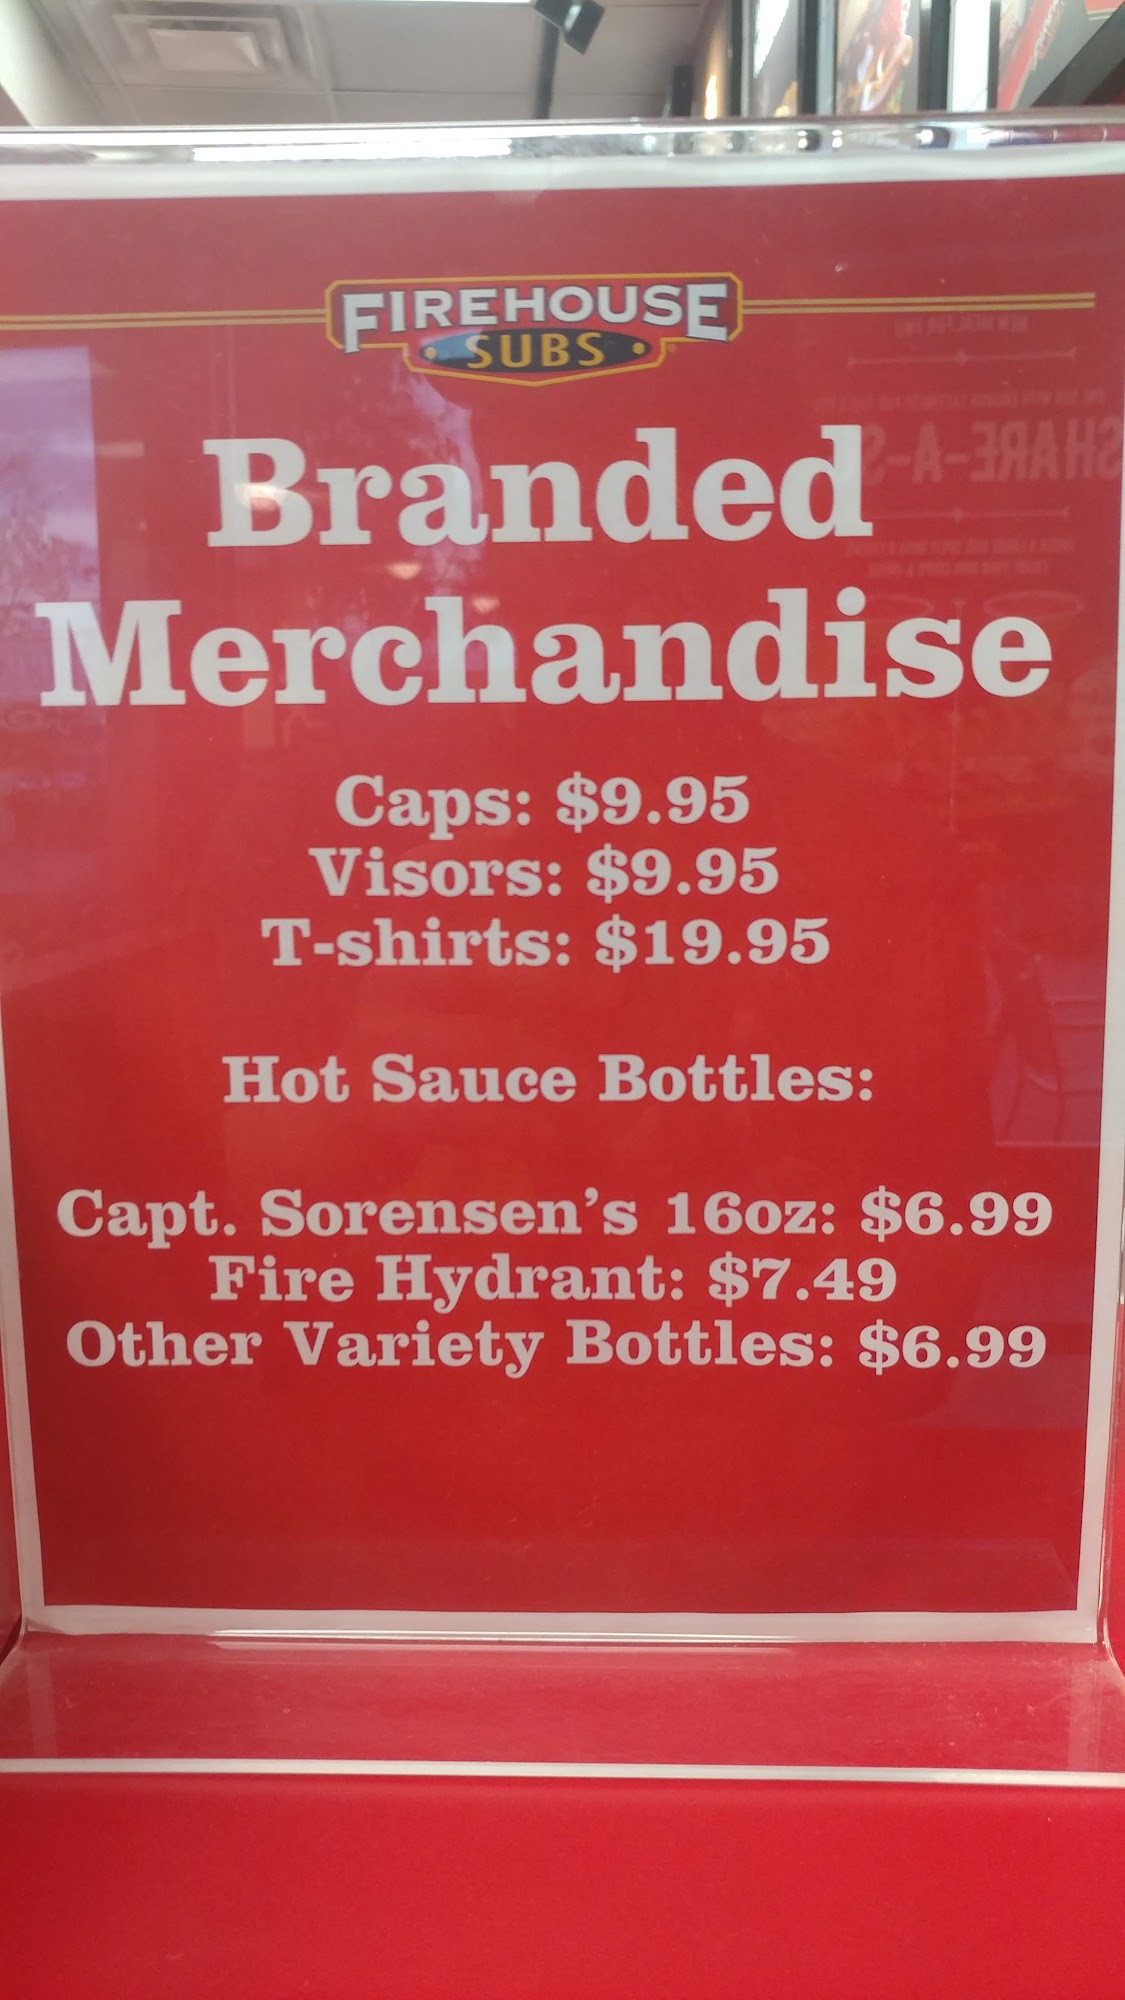 FIREHOUSE
SUBS
Branded
Merchandise
Caps: $9.95
Visors: $9.95
T-shirts: $19.95
Hot Sauce Bottles:
Capt. Sorensen's 16oz: $6.99
Fire Hydrant: $7.49
Other Variety Bottles: $6.99
SHARE-A-S